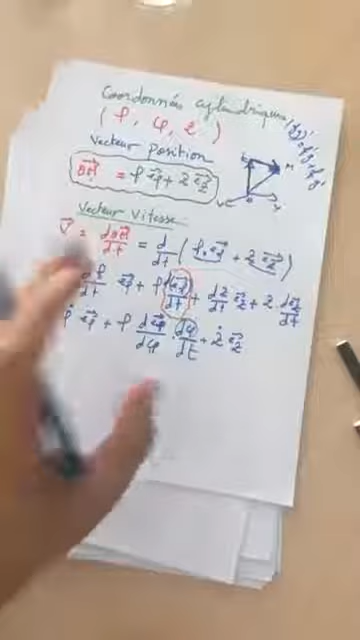 Coordonnées cylindriques
( ρ, φ, z )
Vecteur position
OM = ρ eρ + z ez
Vecteur Vitesse
V = dOM/dt = d/dt ( ρ.eρ + z ez )
dρ/dt eρ + ρ d(eρ)/dt + dz/dt ez + z . dez/dt
eρ + ρ deρ/dφ . dφ/dt + ż ez